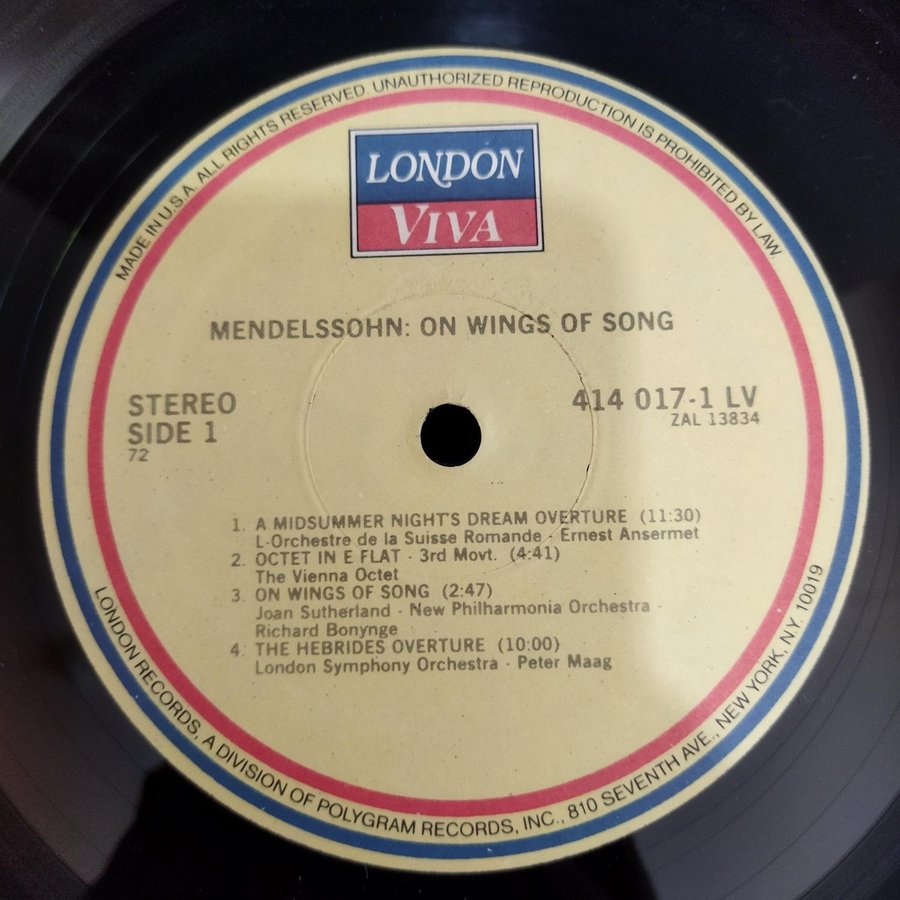 MADE IN U.S.A. ALL RIGHTS RESERVED. UNAUTHORIZED REPRODUCTION IS PROHIBITED BY LAW.
LONDON
VIVA
MENDELSSOHN: ON WINGS OF SONG
STEREO
SIDE 1
72
414 017-1 LV
ZAL 13834
1. A MIDSUMMER NIGHT'S DREAM OVERTURE (11:30)
L-Orchestre de la Suisse Romande · Ernest Ansermet
2. OCTET IN E FLAT · 3rd Movt. (4:41)
The Vienna Octet
3. ON WINGS OF SONG (2:47)
Joan Sutherland · New Philharmonia Orchestra ·
Richard Bonynge
4. THE HEBRIDES OVERTURE (10:00)
London Symphony Orchestra · Peter Maag
LONDON RECORDS, A DIVISION OF POLYGRAM RECORDS, INC., 810 SEVENTH AVE., NEW YORK, N.Y. 10019